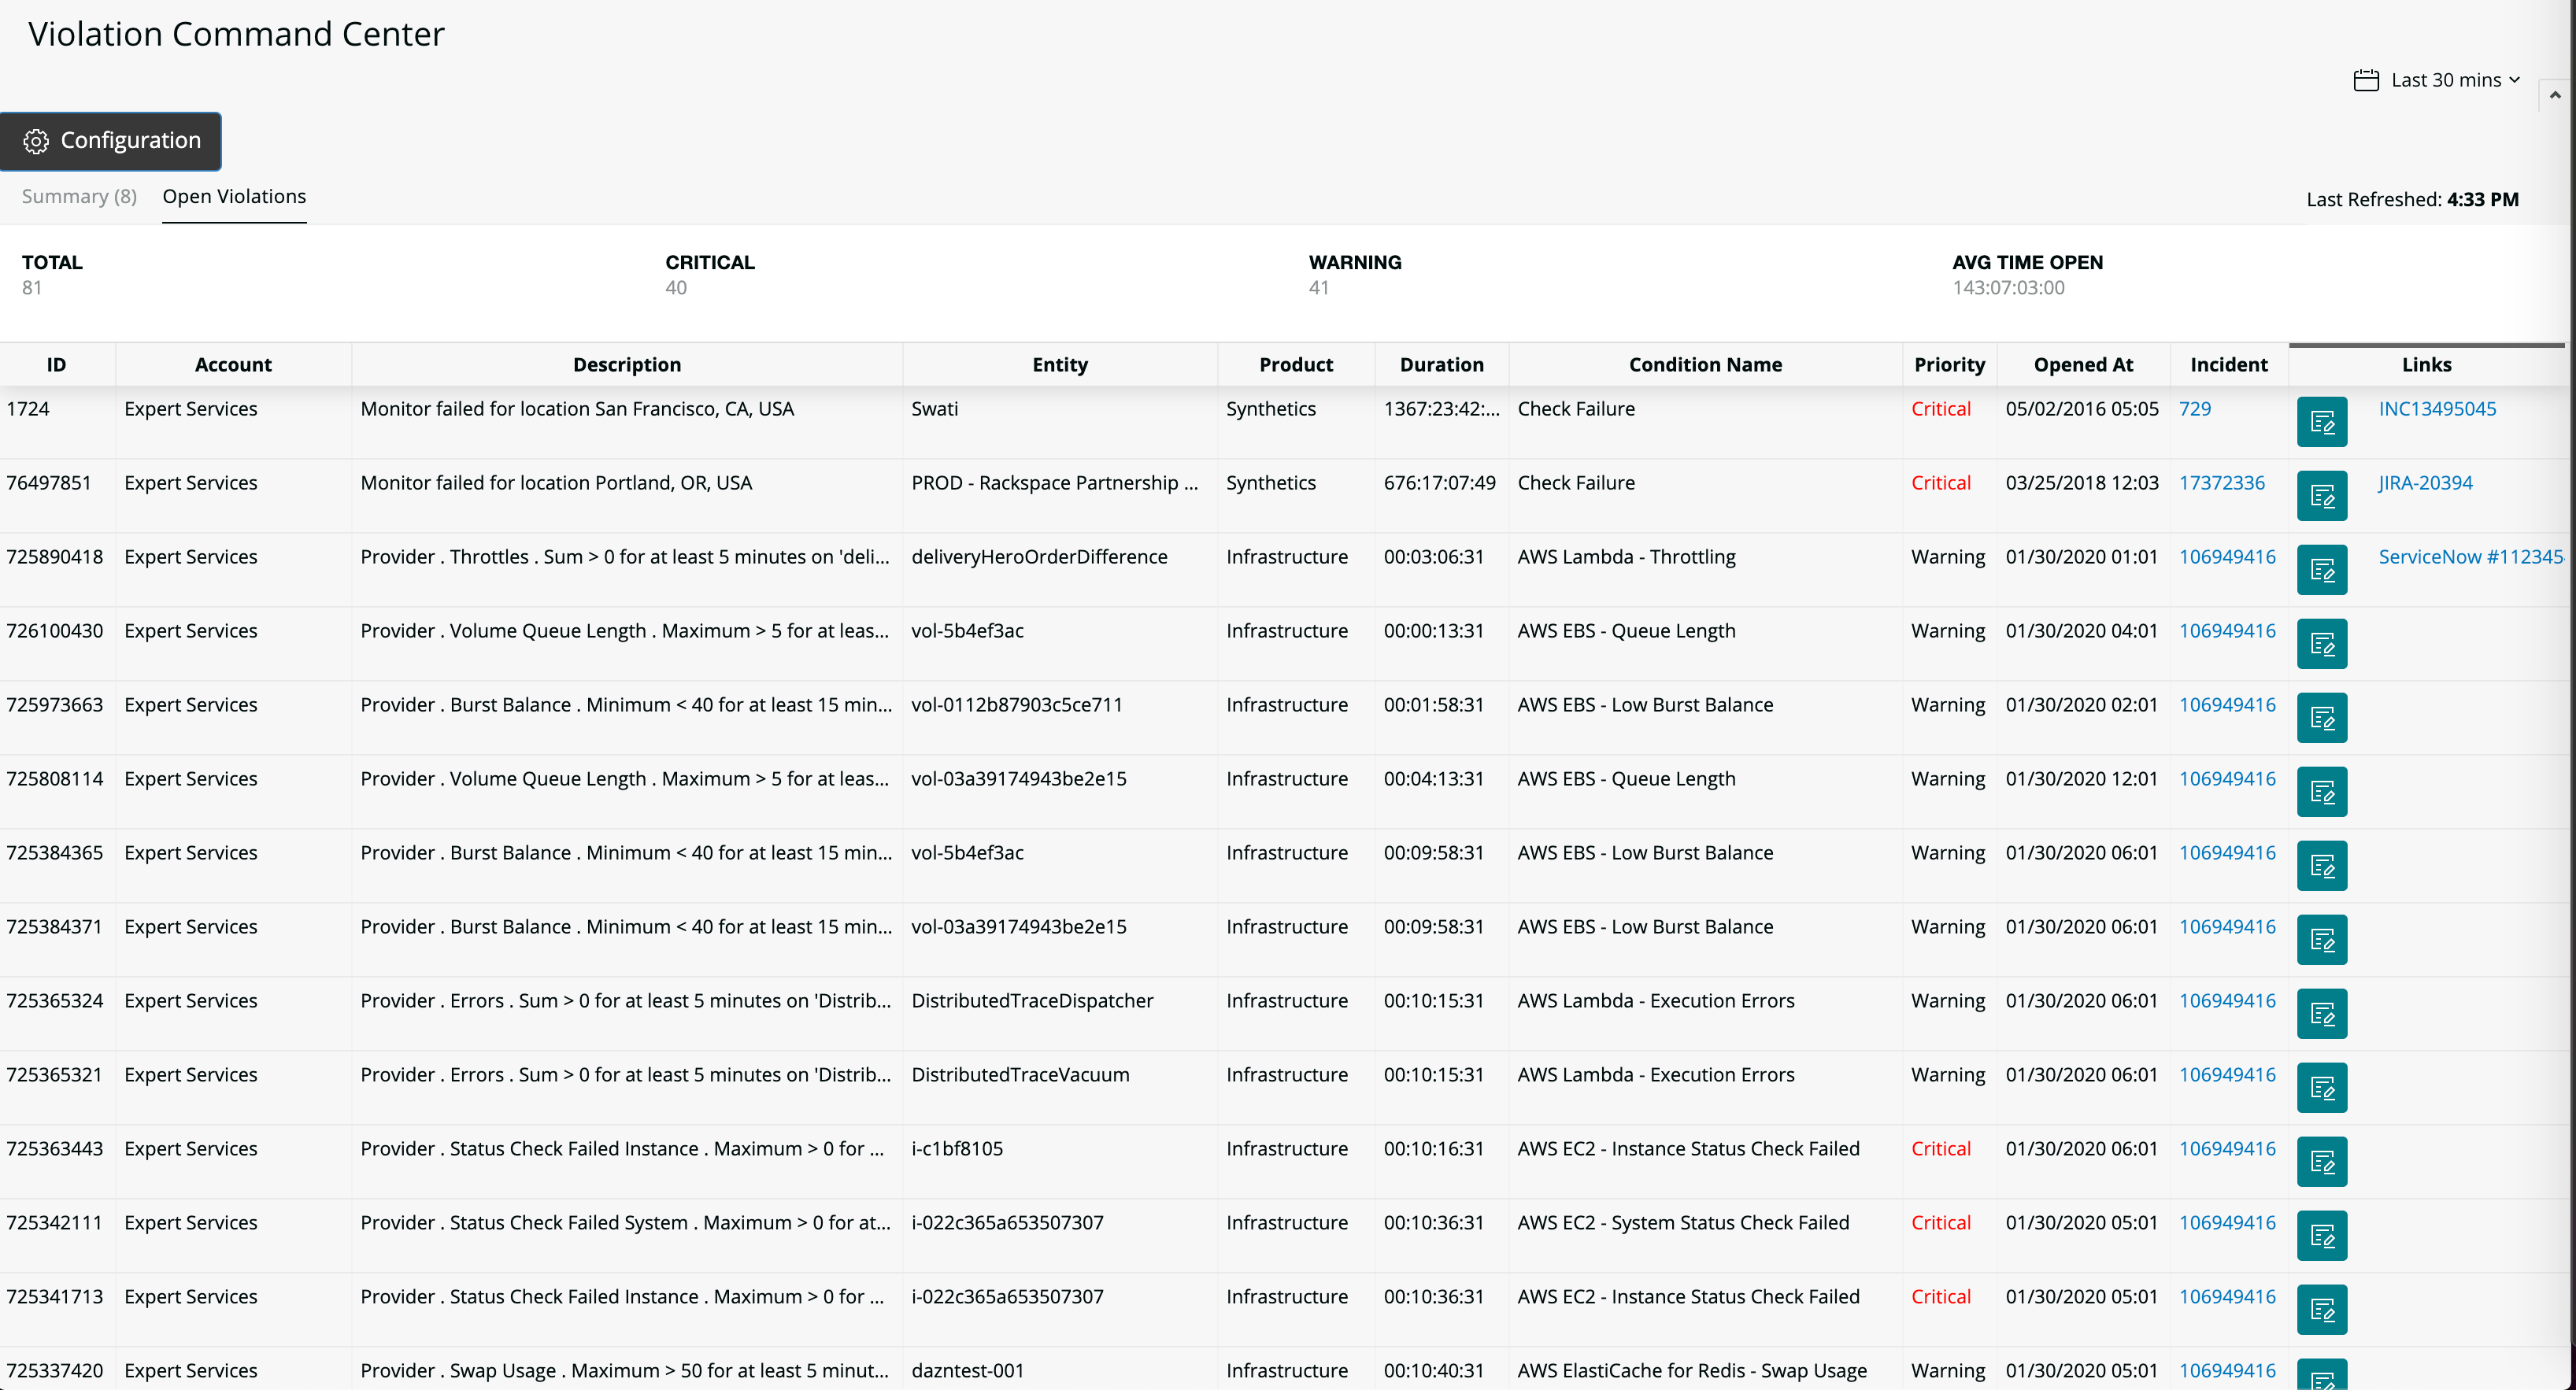 Violation Command Center
Last 30 mins
Configuration
Summary (8) Open Violations
Last Refreshed: 4:33 PM
TOTAL CRITICAL WARNING AVG TIME OPEN
81 40 41 143:07:03:00
ID Account Description Entity Product Duration Condition Name Priority Opened At Incident Links
1724 Expert Services Monitor failed for location San Francisco, CA, USA Swati Synthetics 1367:23:42:... Check Failure Critical 05/02/2016 05:05 729 INC13495045
76497851 Expert Services Monitor failed for location Portland, OR, USA PROD - Rackspace Partnership ... Synthetics 676:17:07:49 Check Failure Critical 03/25/2018 12:03 17372336 JIRA-20394
725890418 Expert Services Provider . Throttles . Sum > 0 for at least 5 minutes on 'deli... deliveryHeroOrderDifference Infrastructure 00:03:06:31 AWS Lambda - Throttling Warning 01/30/2020 01:01 106949416 ServiceNow #112345
726100430 Expert Services Provider . Volume Queue Length . Maximum > 5 for at leas... vol-5b4ef3ac Infrastructure 00:00:13:31 AWS EBS - Queue Length Warning 01/30/2020 04:01 106949416
725973663 Expert Services Provider . Burst Balance . Minimum < 40 for at least 15 min... vol-0112b87903c5ce711 Infrastructure 00:01:58:31 AWS EBS - Low Burst Balance Warning 01/30/2020 02:01 106949416
725808114 Expert Services Provider . Volume Queue Length . Maximum > 5 for at leas... vol-03a39174943be2e15 Infrastructure 00:04:13:31 AWS EBS - Queue Length Warning 01/30/2020 12:01 106949416
725384365 Expert Services Provider . Burst Balance . Minimum < 40 for at least 15 min... vol-5b4ef3ac Infrastructure 00:09:58:31 AWS EBS - Low Burst Balance Warning 01/30/2020 06:01 106949416
725384371 Expert Services Provider . Burst Balance . Minimum < 40 for at least 15 min... vol-03a39174943be2e15 Infrastructure 00:09:58:31 AWS EBS - Low Burst Balance Warning 01/30/2020 06:01 106949416
725365324 Expert Services Provider . Errors . Sum > 0 for at least 5 minutes on 'Distrib... DistributedTraceDispatcher Infrastructure 00:10:15:31 AWS Lambda - Execution Errors Warning 01/30/2020 06:01 106949416
725365321 Expert Services Provider . Errors . Sum > 0 for at least 5 minutes on 'Distrib... DistributedTraceVacuum Infrastructure 00:10:15:31 AWS Lambda - Execution Errors Warning 01/30/2020 06:01 106949416
725363443 Expert Services Provider . Status Check Failed Instance . Maximum > 0 for ... i-c1bf8105 Infrastructure 00:10:16:31 AWS EC2 - Instance Status Check Failed Critical 01/30/2020 06:01 106949416
725342111 Expert Services Provider . Status Check Failed System . Maximum > 0 for at... i-022c365a653507307 Infrastructure 00:10:36:31 AWS EC2 - System Status Check Failed Critical 01/30/2020 05:01 106949416
725341713 Expert Services Provider . Status Check Failed Instance . Maximum > 0 for ... i-022c365a653507307 Infrastructure 00:10:36:31 AWS EC2 - Instance Status Check Failed Critical 01/30/2020 05:01 106949416
725337420 Expert Services Provider . Swap Usage . Maximum > 50 for at least 5 minut... dazntest-001 Infrastructure 00:10:40:31 AWS ElastiCache for Redis - Swap Usage Warning 01/30/2020 05:01 106949416